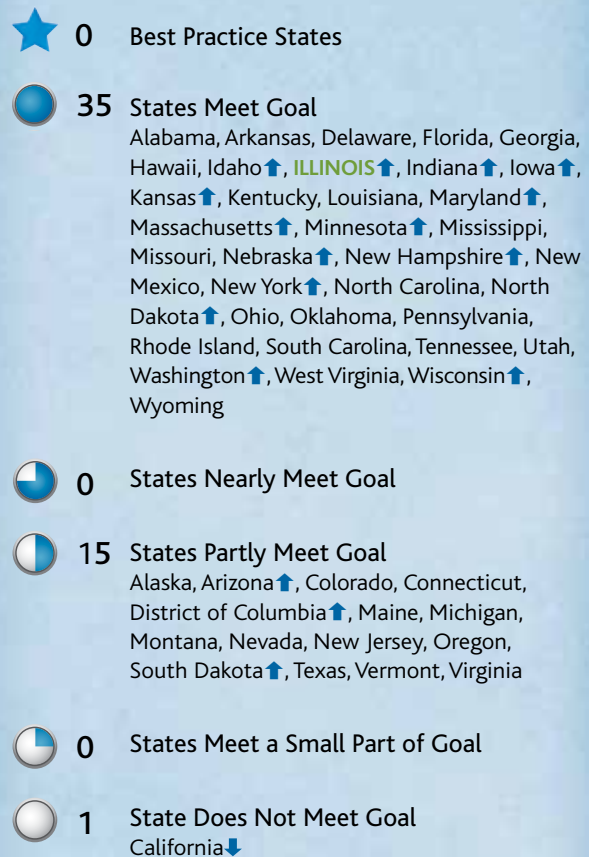 0 Best Practice States
35 States Meet Goal
Alabama, Arkansas, Delaware, Florida, Georgia,
Hawaii, Idaho⬆, ILLINOIS⬆, Indiana⬆, Iowa⬆,
Kansas⬆, Kentucky, Louisiana, Maryland⬆,
Massachusetts⬆, Minnesota⬆, Mississippi,
Missouri, Nebraska⬆, New Hampshire⬆, New
Mexico, New York⬆, North Carolina, North
Dakota⬆, Ohio, Oklahoma, Pennsylvania,
Rhode Island, South Carolina, Tennessee, Utah,
Washington⬆, West Virginia, Wisconsin⬆,
Wyoming
0 States Nearly Meet Goal
15 States Partly Meet Goal
Alaska, Arizona⬆, Colorado, Connecticut,
District of Columbia⬆, Maine, Michigan,
Montana, Nevada, New Jersey, Oregon,
South Dakota⬆, Texas, Vermont, Virginia
0 States Meet a Small Part of Goal
1 State Does Not Meet Goal
California⬇